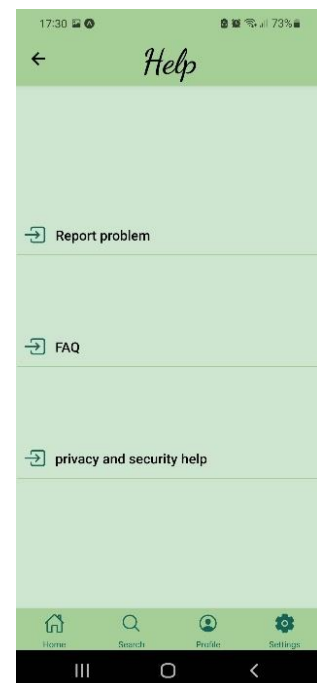 17:30 73%
Help
Report problem
FAQ
privacy and security help
Home Search Profile Settings